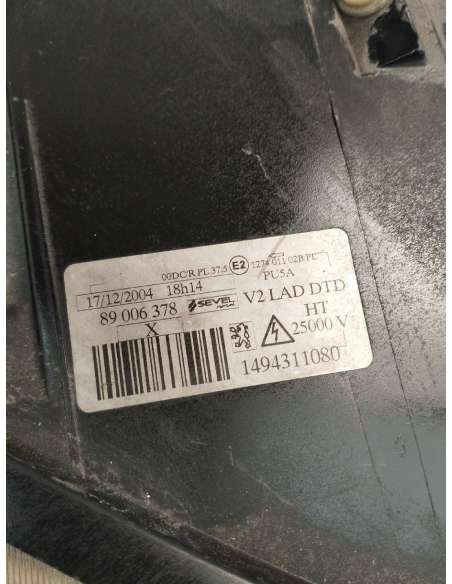 00DC/R PL 37.5 E2 1274 011 02B PL
PU5A
17/12/2004 18h14
89 006 378 SEVEL V2 LAD DTD
X HT
25000 V
1494311080